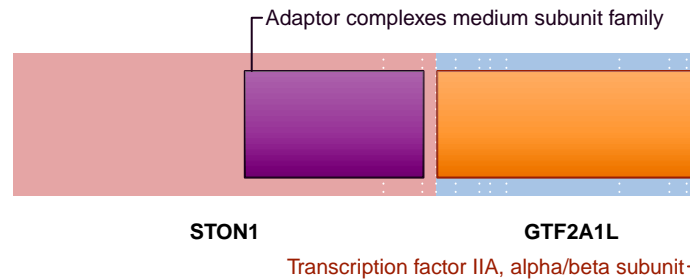 Adaptor complexes medium subunit family
STON1
GTF2A1L
Transcription factor IIA, alpha/beta subunit